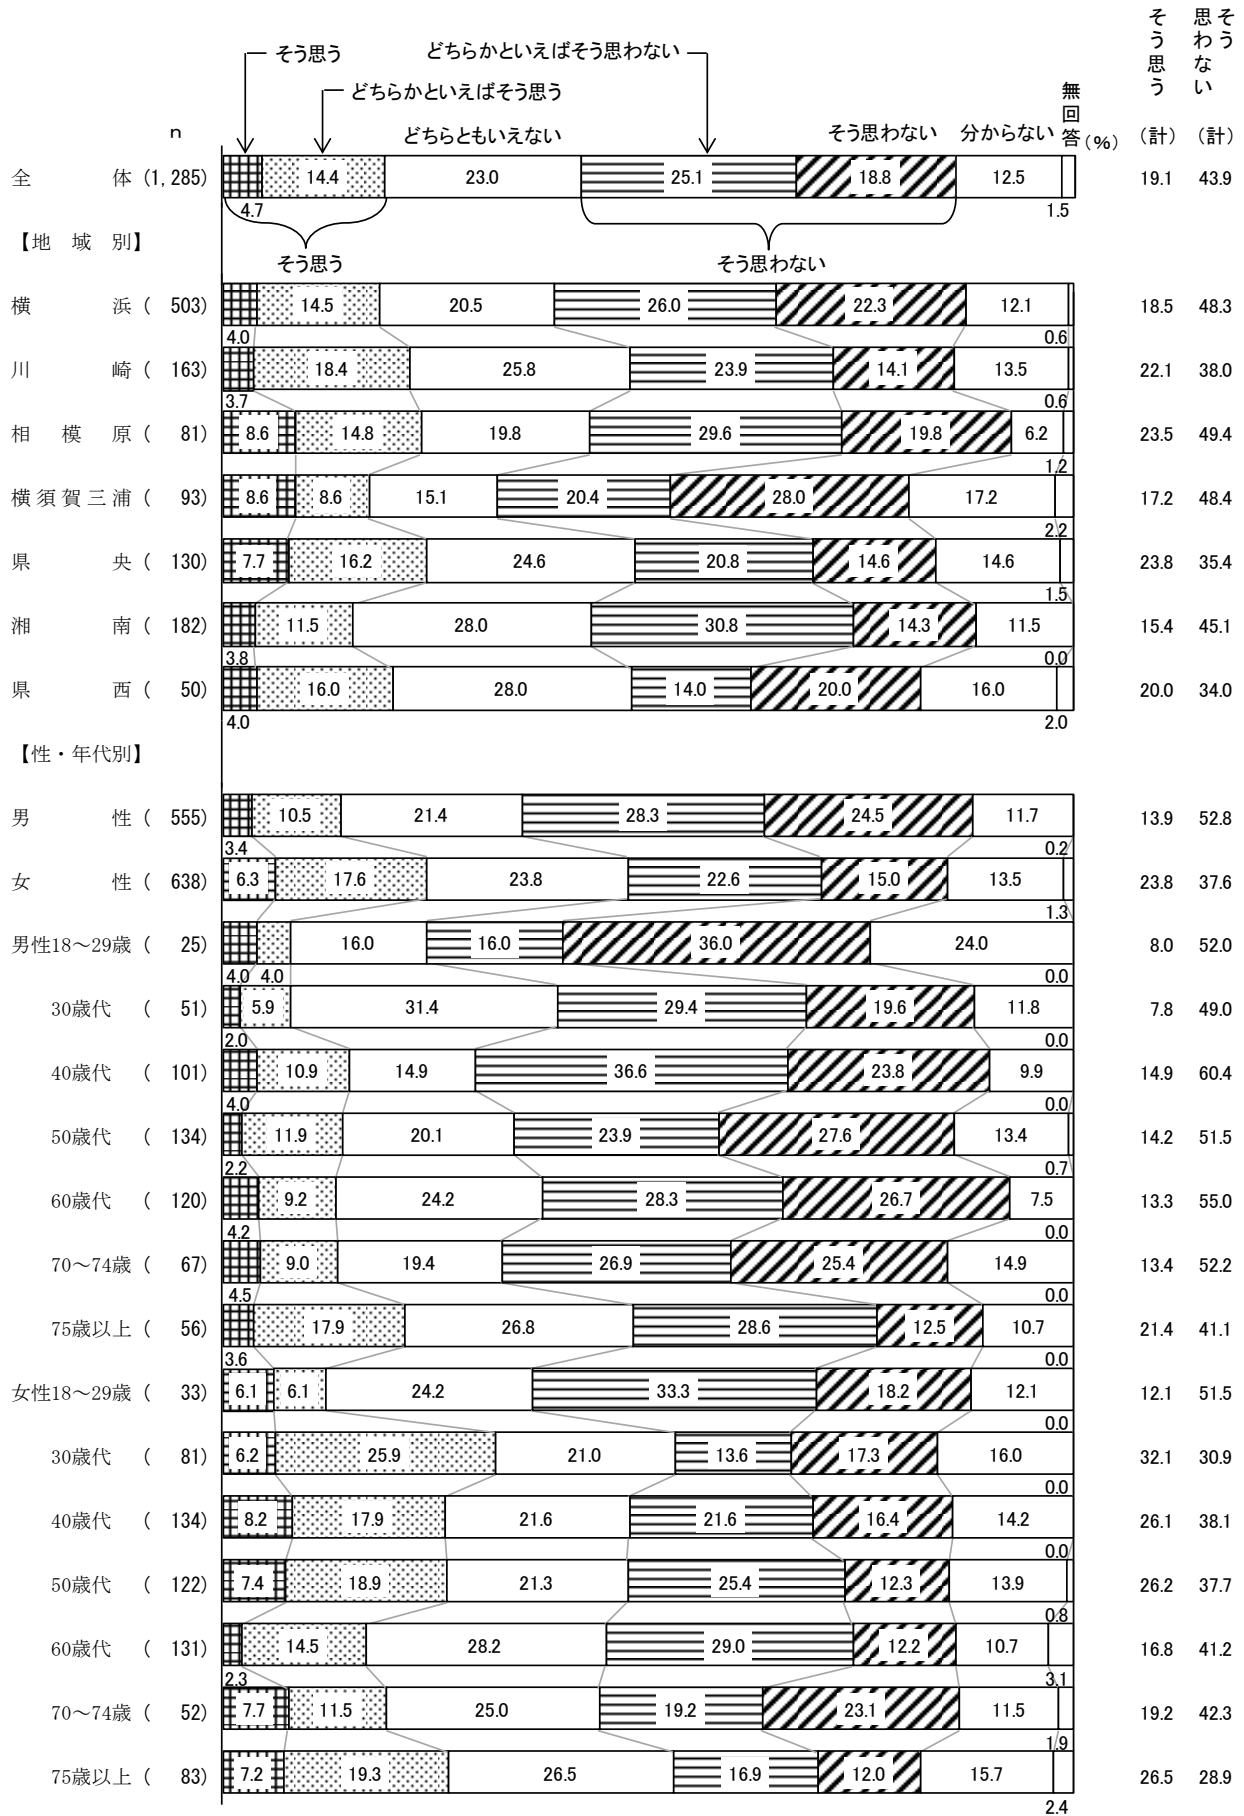 そう思う どちらかといえばそう思わない そう思う そう思わない
どちらかといえばそう思う
n どちらともいえない そう思わない 分からない 無回答 (%) (計) (計)
全体 (1,285) 14.4 23.0 25.1 18.8 12.5 19.1 43.9
4.7 1.5
【地域別】
そう思う そう思わない
横浜 ( 503) 14.5 20.5 26.0 22.3 12.1 18.5 48.3
4.0 0.6
川崎 ( 163) 18.4 25.8 23.9 14.1 13.5 22.1 38.0
3.7 0.6
相模原 ( 81) 8.6 14.8 19.8 29.6 19.8 6.2 23.5 49.4
1.2
横須賀三浦 ( 93) 8.6 8.6 15.1 20.4 28.0 17.2 17.2 48.4
2.2
県央 ( 130) 7.7 16.2 24.6 20.8 14.6 14.6 23.8 35.4
1.5
湘南 ( 182) 11.5 28.0 30.8 14.3 11.5 15.4 45.1
3.8 0.0
県西 ( 50) 16.0 28.0 14.0 20.0 16.0 20.0 34.0
4.0 2.0
【性・年代別】
男性 ( 555) 10.5 21.4 28.3 24.5 11.7 13.9 52.8
3.4 0.2
女性 ( 638) 6.3 17.6 23.8 22.6 15.0 13.5 23.8 37.6
1.3
男性18～29歳 ( 25) 16.0 16.0 36.0 24.0 8.0 52.0
4.0 4.0 0.0
30歳代 ( 51) 5.9 31.4 29.4 19.6 11.8 7.8 49.0
2.0 0.0
40歳代 ( 101) 10.9 14.9 36.6 23.8 9.9 14.9 60.4
4.0 0.0
50歳代 ( 134) 11.9 20.1 23.9 27.6 13.4 14.2 51.5
2.2 0.7
60歳代 ( 120) 9.2 24.2 28.3 26.7 7.5 13.3 55.0
4.2 0.0
70～74歳 ( 67) 9.0 19.4 26.9 25.4 14.9 13.4 52.2
4.5 0.0
75歳以上 ( 56) 17.9 26.8 28.6 12.5 10.7 21.4 41.1
3.6 0.0
女性18～29歳 ( 33) 6.1 6.1 24.2 33.3 18.2 12.1 12.1 51.5
0.0
30歳代 ( 81) 6.2 25.9 21.0 13.6 17.3 16.0 32.1 30.9
0.0
40歳代 ( 134) 8.2 17.9 21.6 21.6 16.4 14.2 26.1 38.1
0.0
50歳代 ( 122) 7.4 18.9 21.3 25.4 12.3 13.9 26.2 37.7
0.8
60歳代 ( 131) 14.5 28.2 29.0 12.2 10.7 16.8 41.2
2.3 3.1
70～74歳 ( 52) 7.7 11.5 25.0 19.2 23.1 11.5 19.2 42.3
1.9
75歳以上 ( 83) 7.2 19.3 26.5 16.9 12.0 15.7 26.5 28.9
2.4